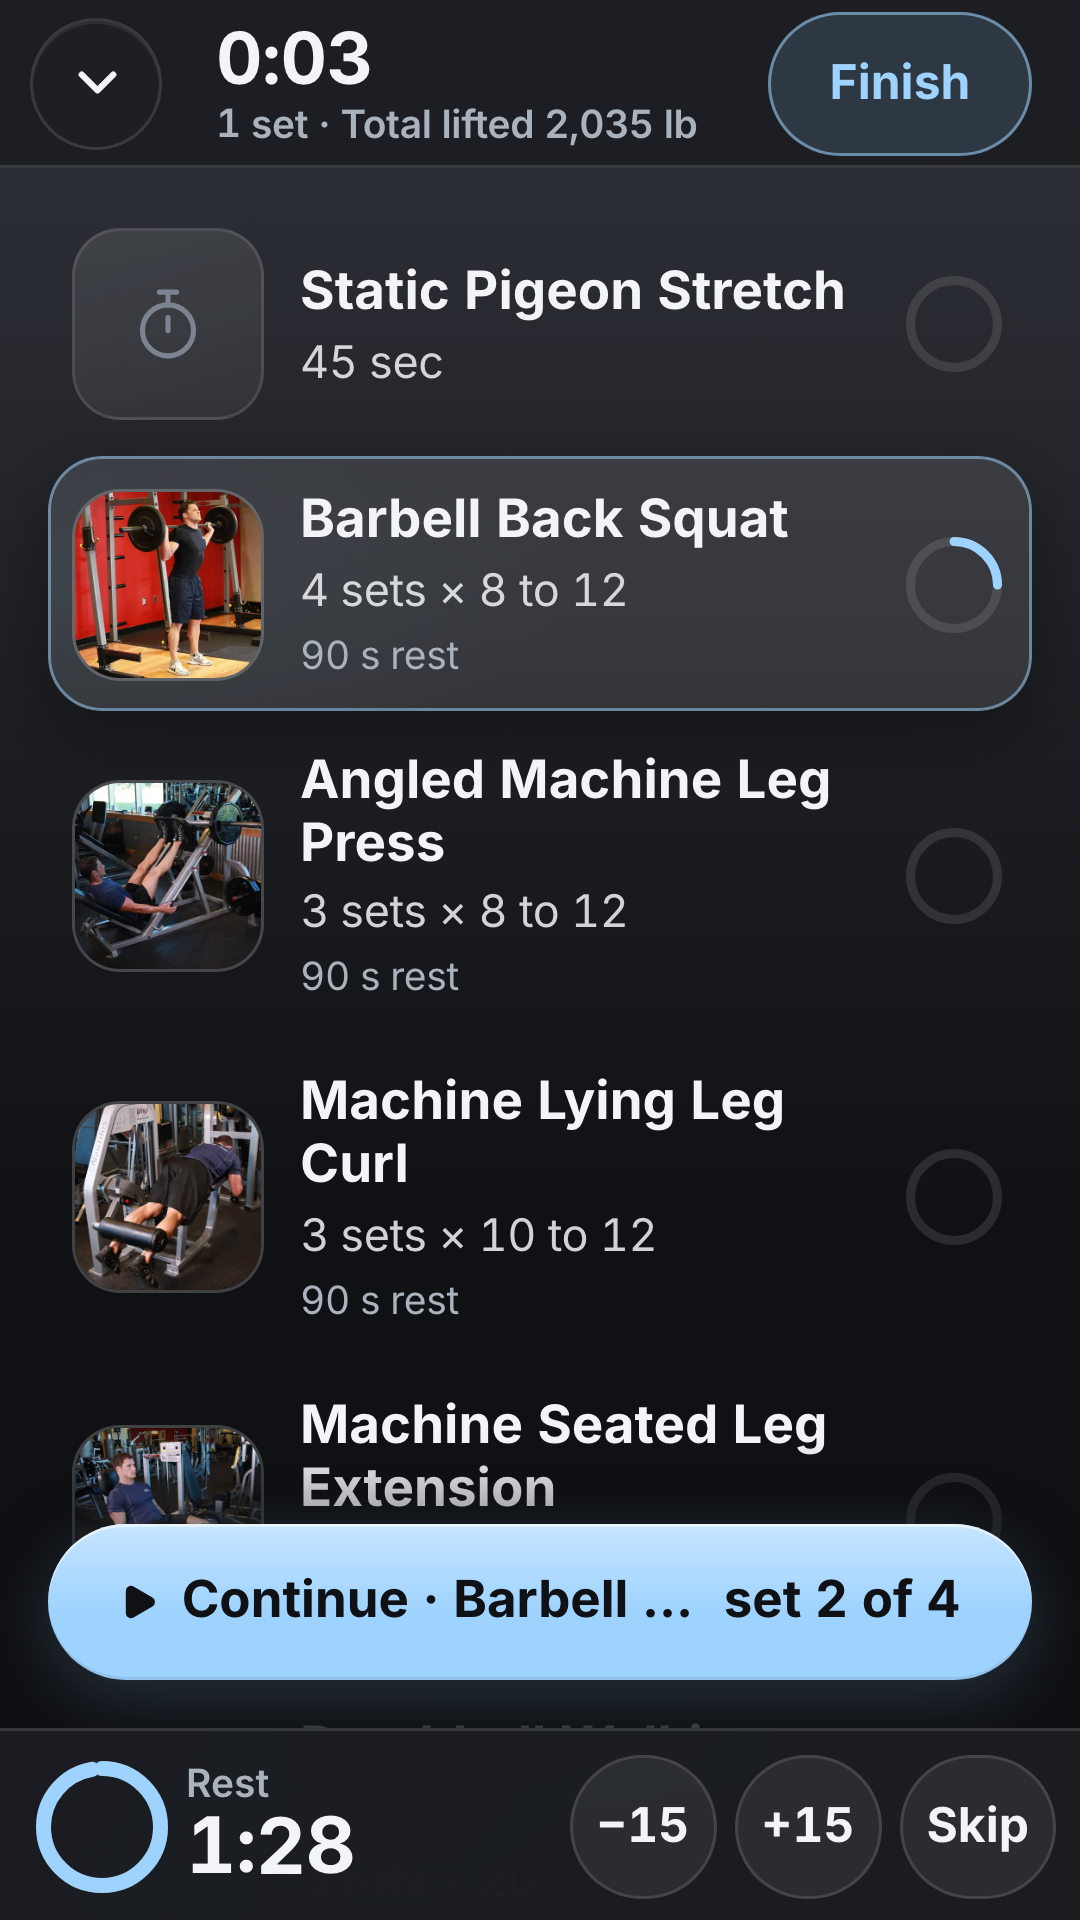 0:03
1 set · Total lifted 2,035 lb
Finish
Static Pigeon Stretch
45 sec
Barbell Back Squat
4 sets × 8 to 12
90 s rest
Angled Machine Leg
Press
3 sets × 8 to 12
90 s rest
Machine Lying Leg
Curl
3 sets × 10 to 12
90 s rest
Machine Seated Leg
Extension
Continue · Barbell ... set 2 of 4
Rest
1:28
−15
+15
Skip